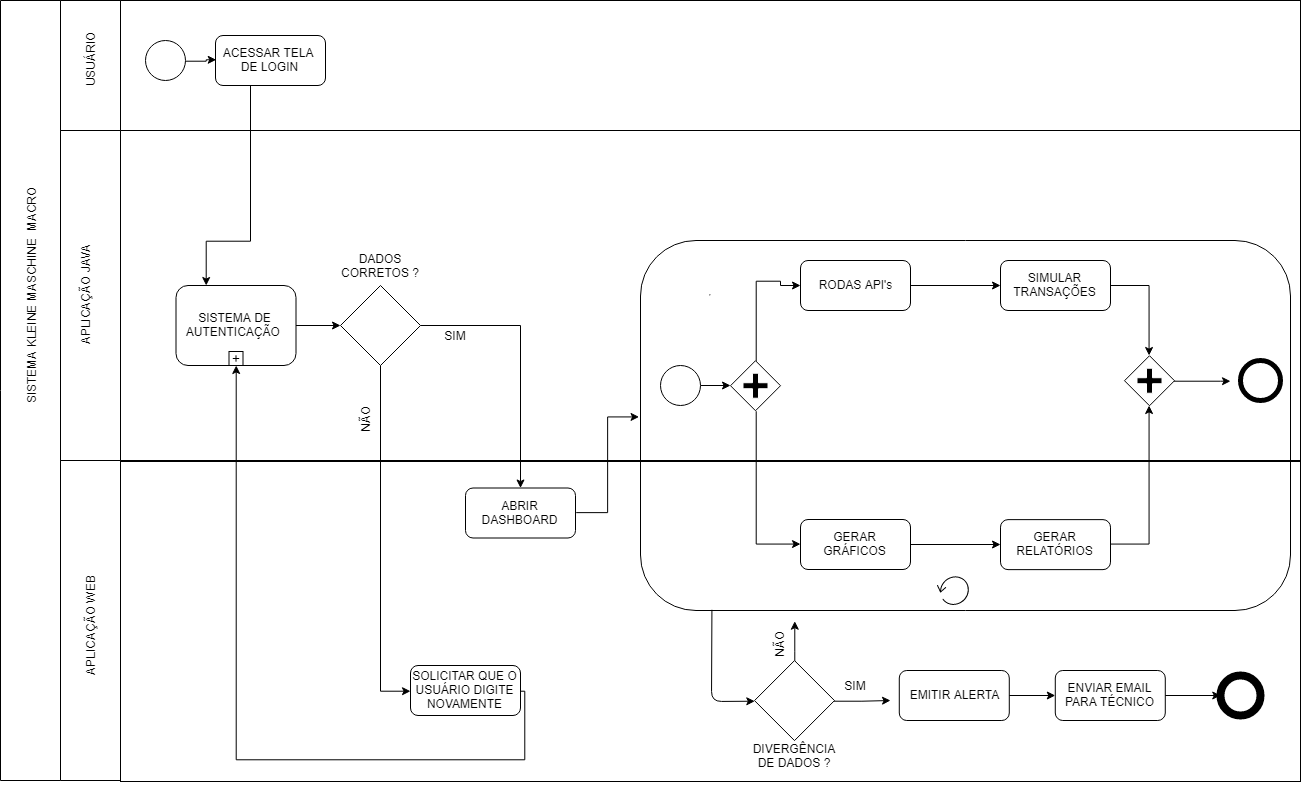 SISTEMA KLEINE MASCHINE MACRO
USUÁRIO
ACESSAR TELA
DE LOGIN
APLICAÇÃO JAVA
SISTEMA DE
AUTENTICAÇÃO
DADOS
CORRETOS ?
SIM
NÃO
RODAS API's
SIMULAR
TRANSAÇÕES
APLICAÇÃO WEB
ABRIR
DASHBOARD
GERAR
GRÁFICOS
GERAR
RELATÓRIOS
SOLICITAR QUE O
USUÁRIO DIGITE
NOVAMENTE
NÃO
SIM
DIVERGÊNCIA
DE DADOS ?
EMITIR ALERTA
ENVIAR EMAIL
PARA TÉCNICO